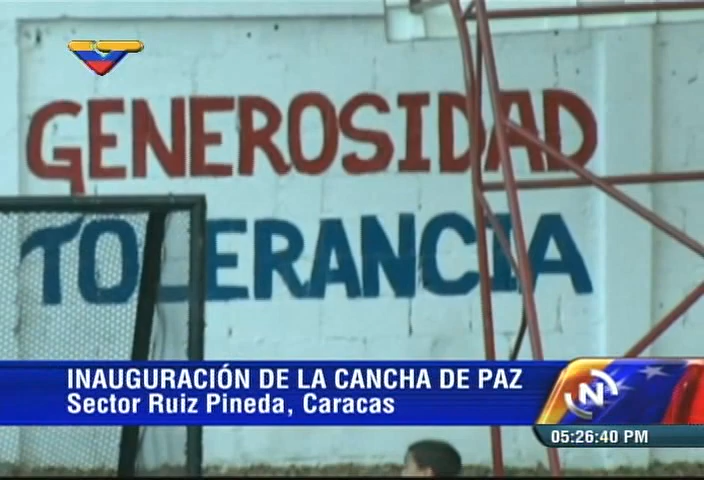 GENEROSIDAD
TOLERANCIA
INAUGURACIÓN DE LA CANCHA DE PAZ
Sector Ruiz Pineda, Caracas
N
05:26:40 PM